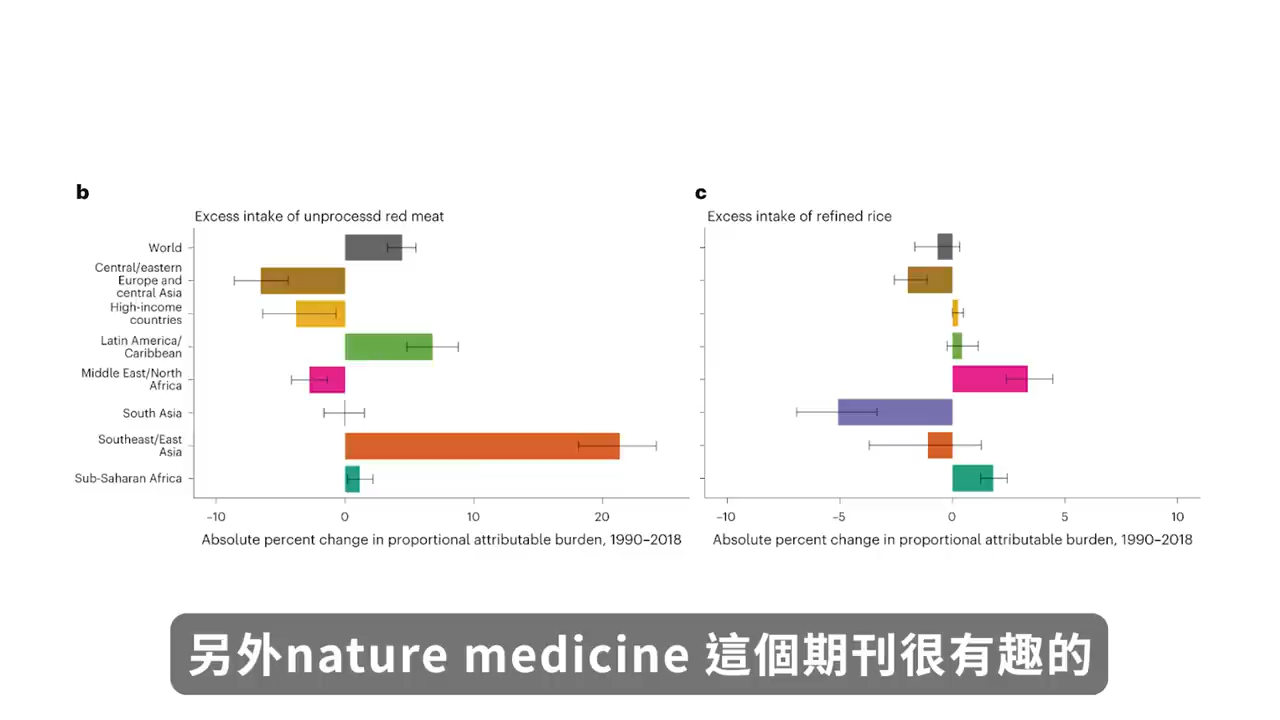 b
Excess intake of unprocessd red meat
World
Central/eastern
Europe and
central Asia
High-income
countries
Latin America/
Caribbean
Middle East/North
Africa
South Asia
Southeast/East
Asia
Sub-Saharan Africa
−10 0 10 20
Absolute percent change in proportional attributable burden, 1990–2018
c
Excess intake of refined rice
−10 −5 0 5 10
Absolute percent change in proportional attributable burden, 1990–2018
另外nature medicine 這個期刊很有趣的